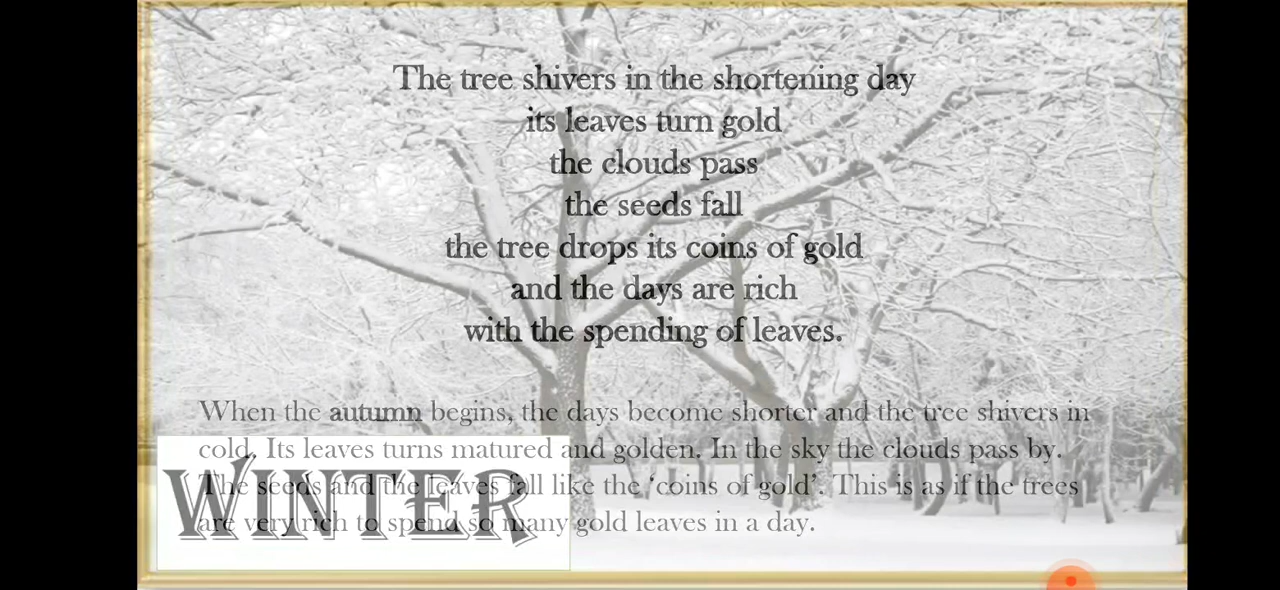 The tree shivers in the shortening day
its leaves turn gold
the clouds pass
the seeds fall
the tree drops its coins of gold
and the days are rich
with the spending of leaves.
When the autumn begins, the days become shorter and the tree shivers in
cold. Its leaves turns matured and golden. In the sky the clouds pass by.
The seeds and the leaves fall like the ‘coins of gold’. This is as if the trees
are very rich to spend so many gold leaves in a day.
WINTER